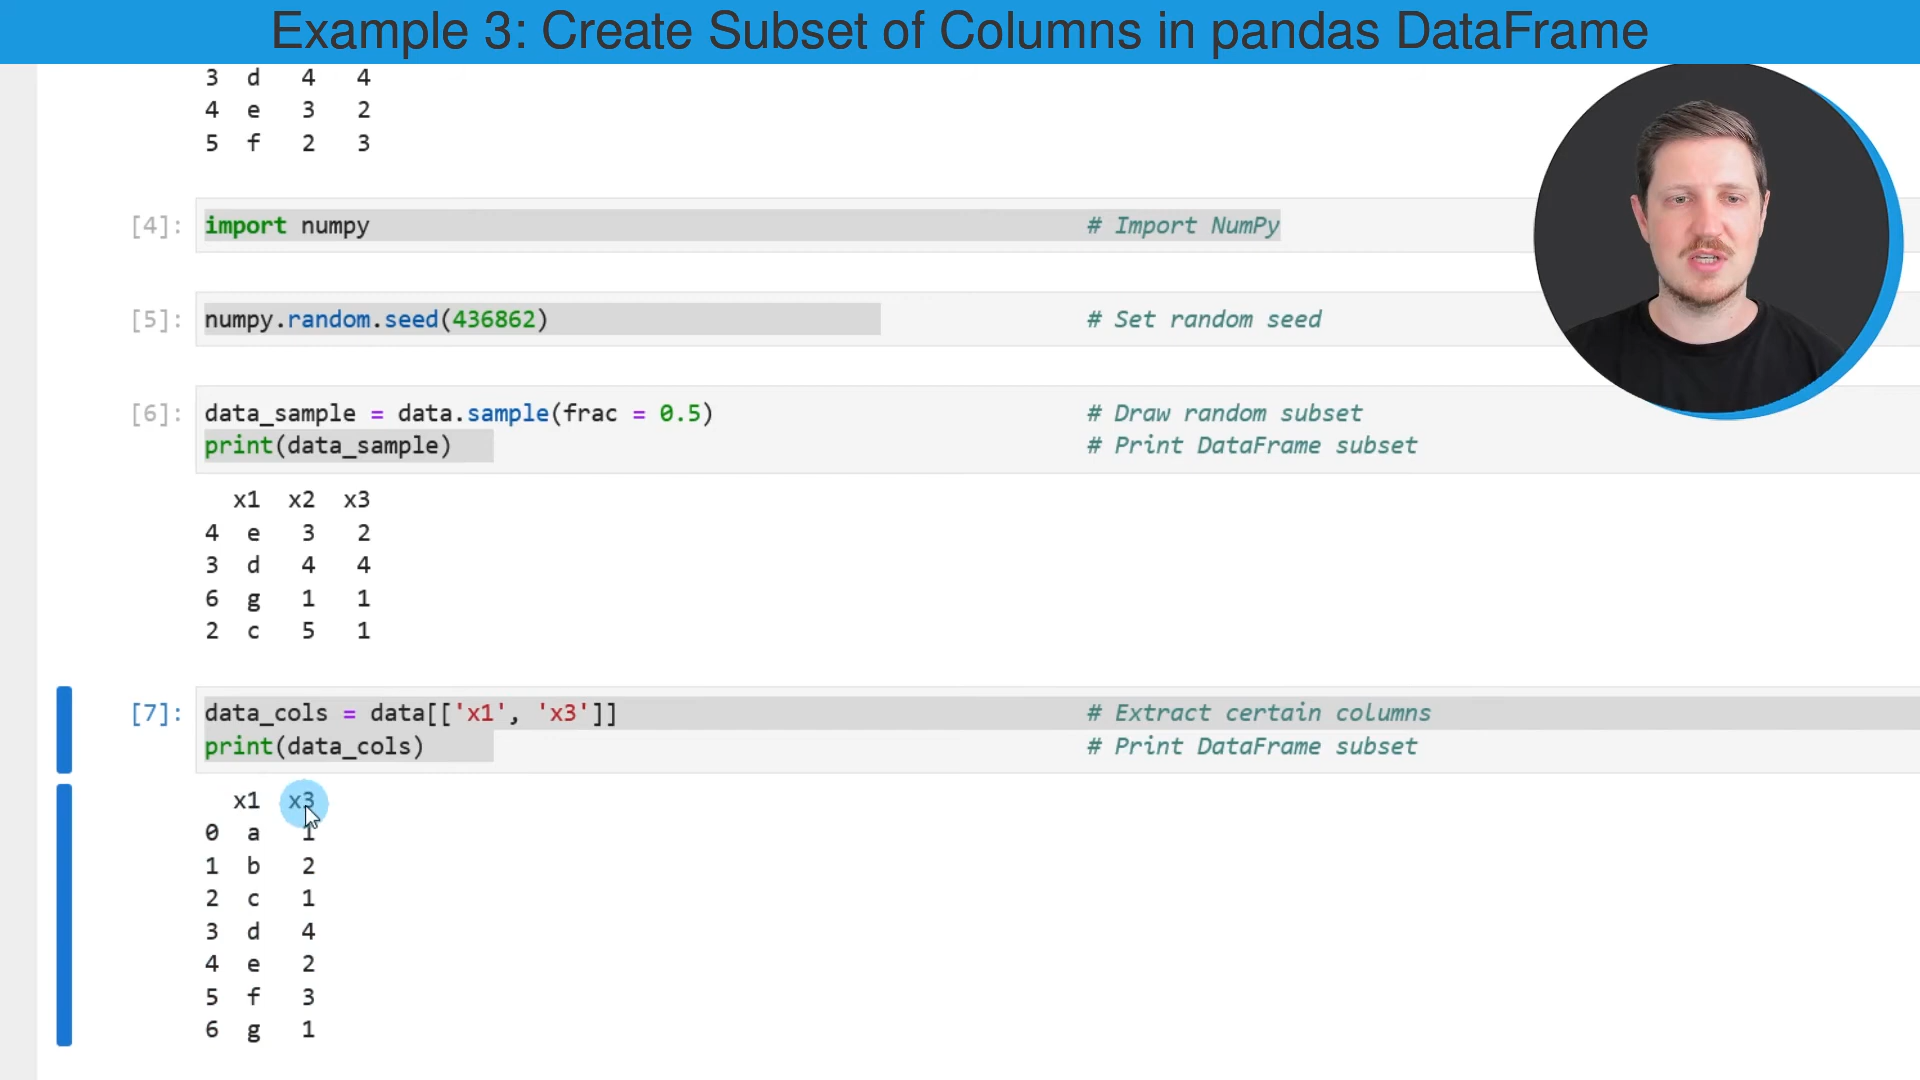 Example 3: Create Subset of Columns in pandas DataFrame
3 d 4 4
4 e 3 2
5 f 2 3
[4]: import numpy # Import NumPy
[5]: numpy.random.seed(436862) # Set random seed
[6]: data_sample = data.sample(frac = 0.5) # Draw random subset
print(data_sample) # Print DataFrame subset
x1 x2 x3
4 e 3 2
3 d 4 4
6 g 1 1
2 c 5 1
[7]: data_cols = data[['x1', 'x3']] # Extract certain columns
print(data_cols) # Print DataFrame subset
x1 x3
0 a 1
1 b 2
2 c 1
3 d 4
4 e 2
5 f 3
6 g 1